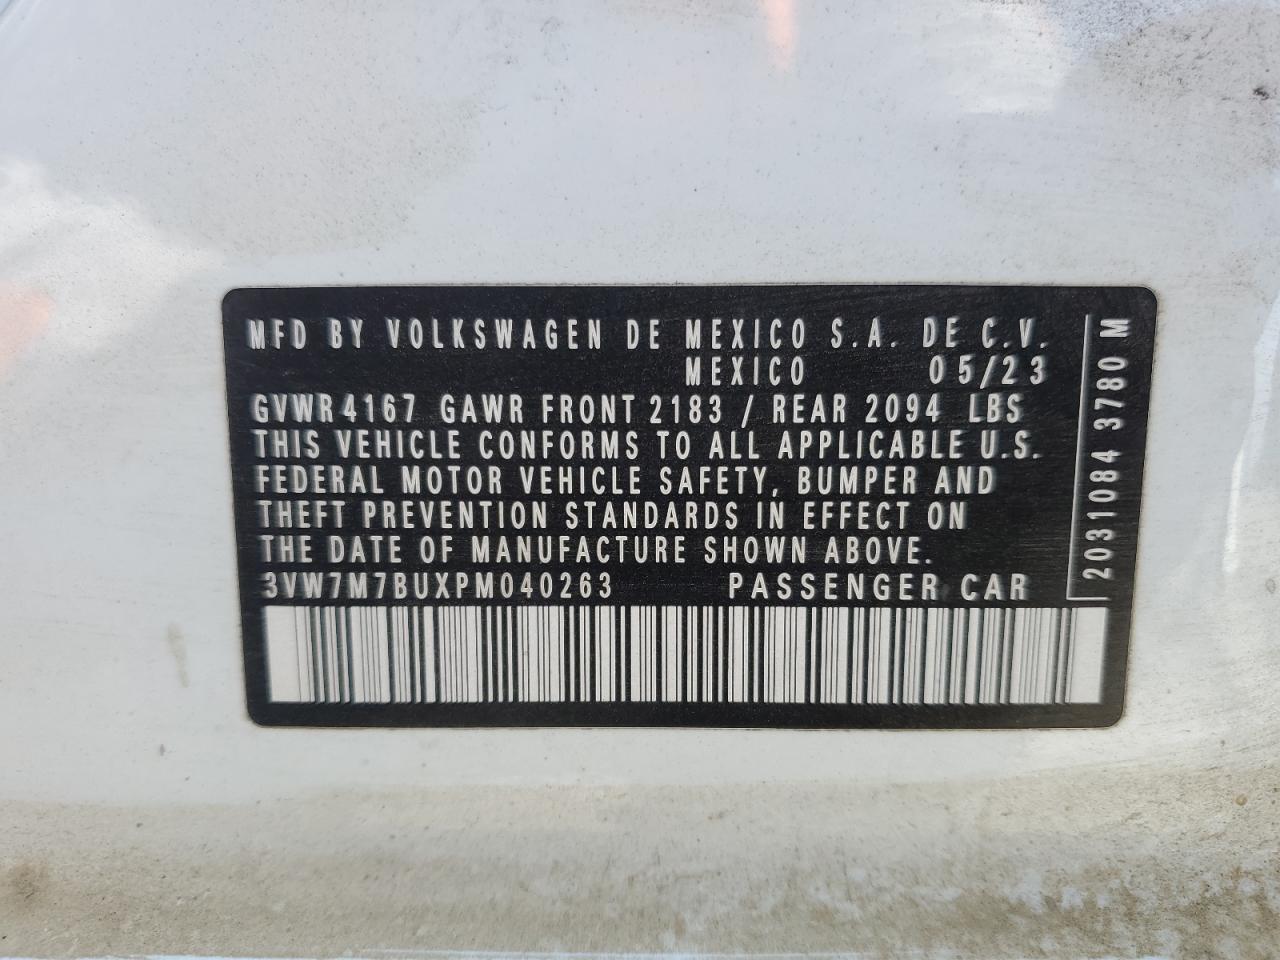 MFD BY VOLKSWAGEN DE MEXICO S.A. DE C.V.
MEXICO 05/23
GVWR 4167 GAWR FRONT 2183 / REAR 2094 LBS
THIS VEHICLE CONFORMS TO ALL APPLICABLE U.S.
FEDERAL MOTOR VEHICLE SAFETY, BUMPER AND
THEFT PREVENTION STANDARDS IN EFFECT ON
THE DATE OF MANUFACTURE SHOWN ABOVE.
3VW7M7BUXPM040263 PASSENGER CAR
2031084 3780 M